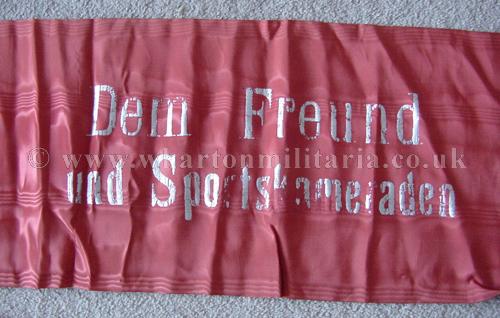 Dem Freund
© www.whartonmilitaria.co.uk
und Sportskameraden